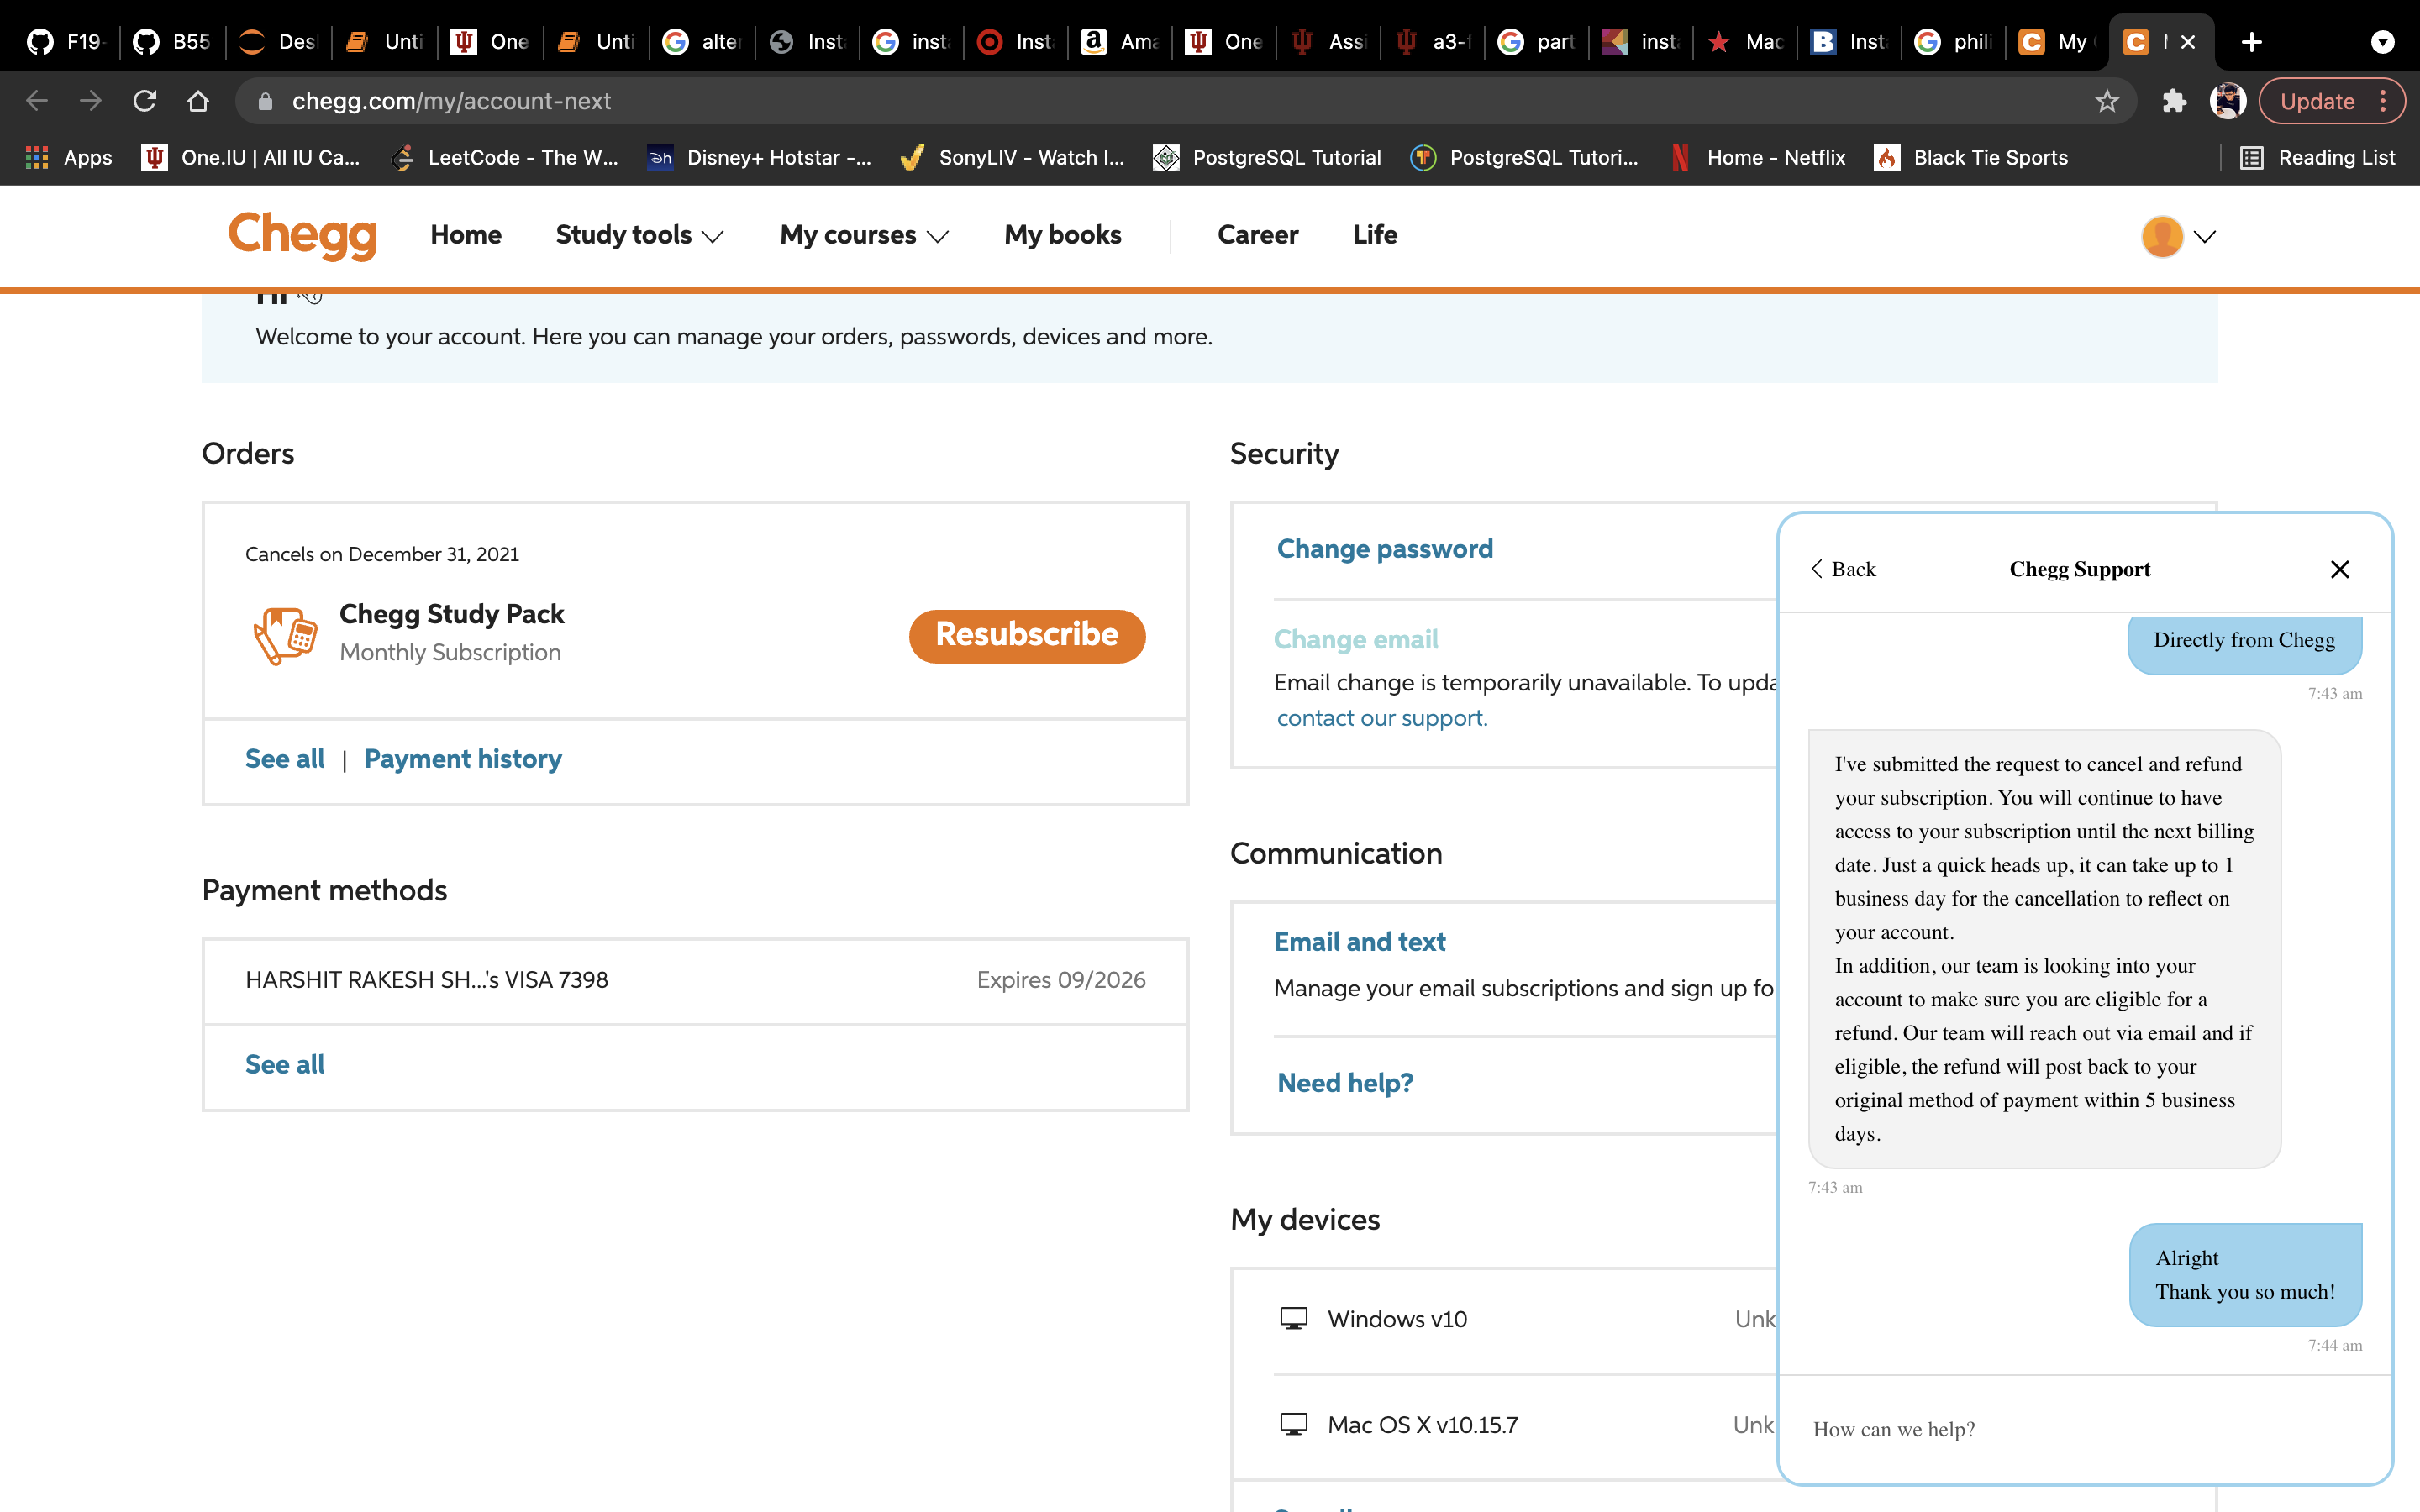 F19-
B55
Des
Unti
One
Unti
alter
Inst
inst
Inst
Ama
One
Assi
a3-f
part
inst
Mac
Inst
phili
My
chegg.com/my/account-next
Update
Apps
One.IU | All IU Ca...
LeetCode - The W...
Disney+ Hotstar -...
SonyLIV - Watch I...
PostgreSQL Tutorial
PostgreSQL Tutori...
Home - Netflix
Black Tie Sports
Reading List
Chegg
Home
Study tools
My courses
My books
Career
Life
Welcome to your account. Here you can manage your orders, passwords, devices and more.
Orders
Cancels on December 31, 2021
Chegg Study Pack
Monthly Subscription
Resubscribe
See all | Payment history
Payment methods
HARSHIT RAKESH SH...'s VISA 7398
Expires 09/2026
See all
Security
Change password
Change email
Email change is temporarily unavailable. To upda
contact our support.
Communication
Email and text
Manage your email subscriptions and sign up fo
Need help?
My devices
Windows v10
Unk
Mac OS X v10.15.7
Unk
Back
Chegg Support
Directly from Chegg
7:43 am
I've submitted the request to cancel and refund
your subscription. You will continue to have
access to your subscription until the next billing
date. Just a quick heads up, it can take up to 1
business day for the cancellation to reflect on
your account.
In addition, our team is looking into your
account to make sure you are eligible for a
refund. Our team will reach out via email and if
eligible, the refund will post back to your
original method of payment within 5 business
days.
7:43 am
Alright
Thank you so much!
7:44 am
How can we help?